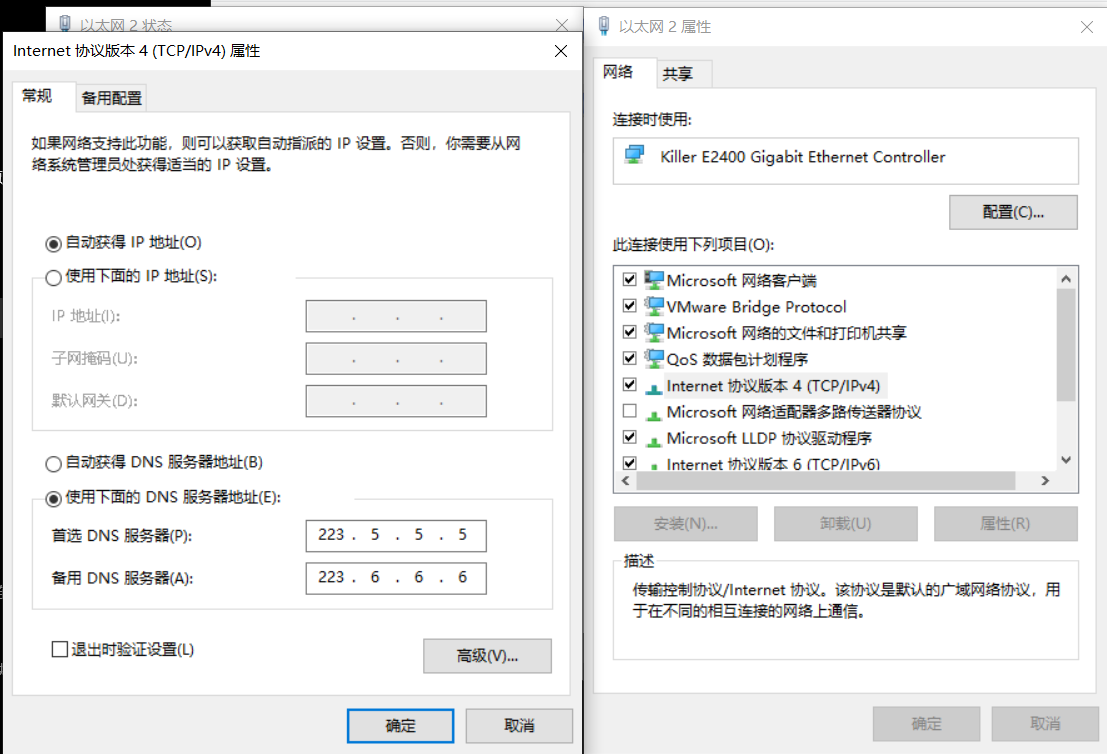 以太网 2 状态
Internet 协议版本 4 (TCP/IPv4) 属性
常规
备用配置
如果网络支持此功能，则可以获取自动指派的 IP 设置。否则，你需要从网
络系统管理员处获得适当的 IP 设置。
自动获得 IP 地址(O)
使用下面的 IP 地址(S):
IP 地址(I):
子网掩码(U):
默认网关(D):
自动获得 DNS 服务器地址(B)
使用下面的 DNS 服务器地址(E):
首选 DNS 服务器(P):
223 . 5 . 5 . 5
备用 DNS 服务器(A):
223 . 6 . 6 . 6
退出时验证设置(L)
高级(V)...
确定
取消
以太网 2 属性
网络
共享
连接时使用:
Killer E2400 Gigabit Ethernet Controller
配置(C)...
此连接使用下列项目(O):
Microsoft 网络客户端
VMware Bridge Protocol
Microsoft 网络的文件和打印机共享
QoS 数据包计划程序
Internet 协议版本 4 (TCP/IPv4)
Microsoft 网络适配器多路传送器协议
Microsoft LLDP 协议驱动程序
Internet 协议版本 6 (TCP/IPv6)
安装(N)...
卸载(U)
属性(R)
描述
传输控制协议/Internet 协议。该协议是默认的广域网络协议，用
于在不同的相互连接的网络上通信。
确定
取消